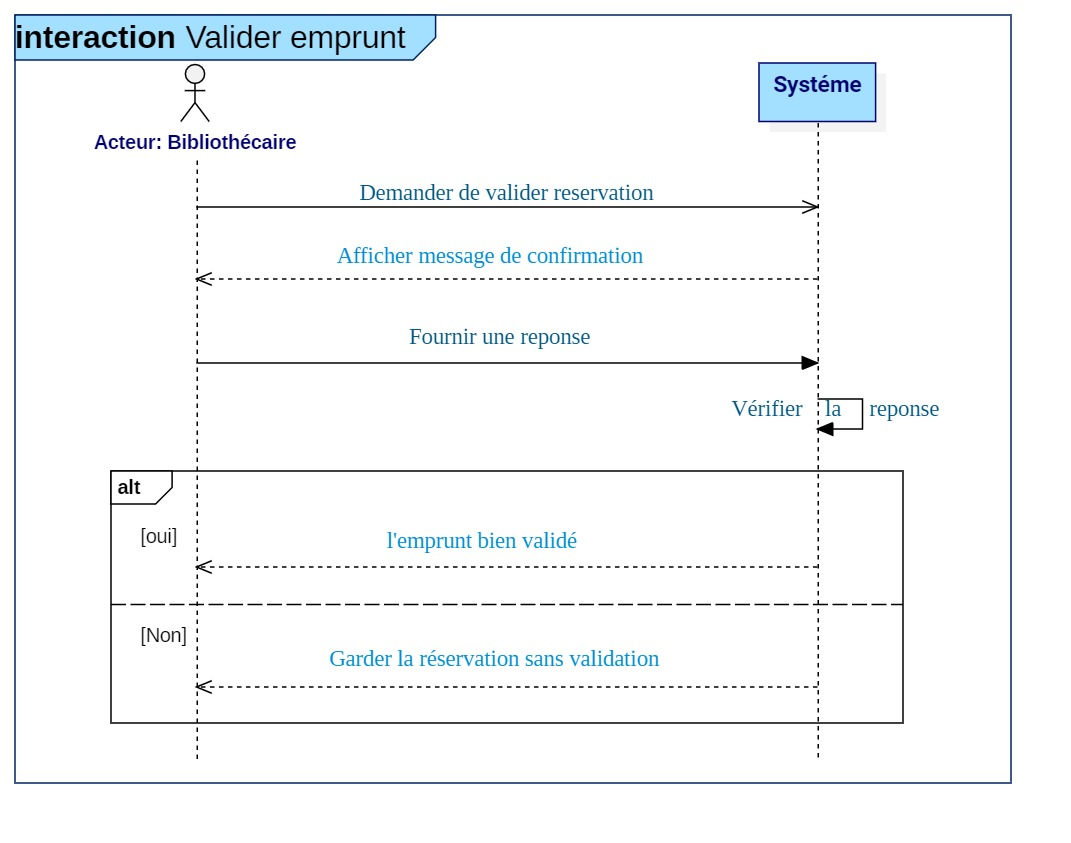 interaction Valider emprunt
Systéme
Acteur: Bibliothécaire
Demander de valider reservation
Afficher message de confirmation
Fournir une reponse
Vérifier la reponse
alt
[oui]
l'emprunt bien validé
[Non]
Garder la réservation sans validation